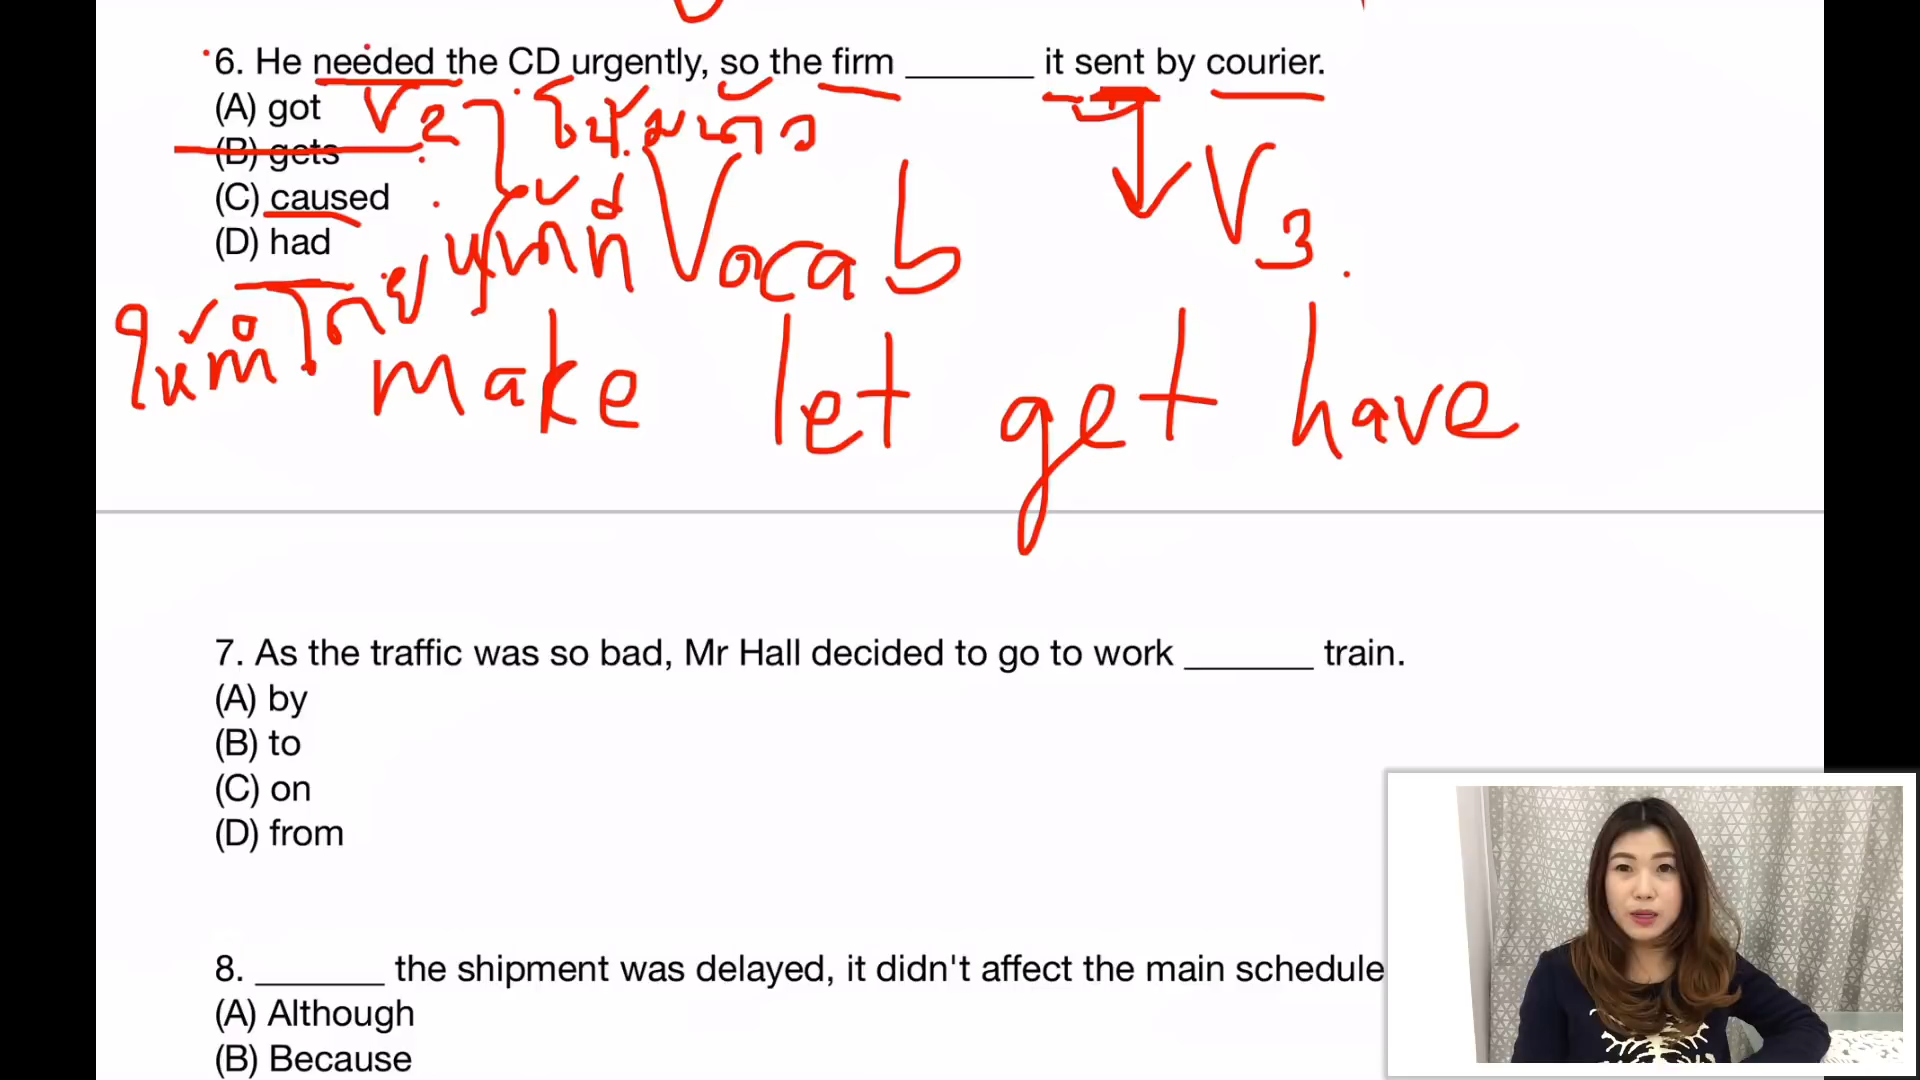 6. He needed the CD urgently, so the firm _______ it sent by courier.
(A) got
V2
(B) gets
(C) caused
(D) had
Vocab
V3
make let get have
7. As the traffic was so bad, Mr Hall decided to go to work _______ train.
(A) by
(B) to
(C) on
(D) from
8. _______ the shipment was delayed, it didn't affect the main schedule
(A) Although
(B) Because